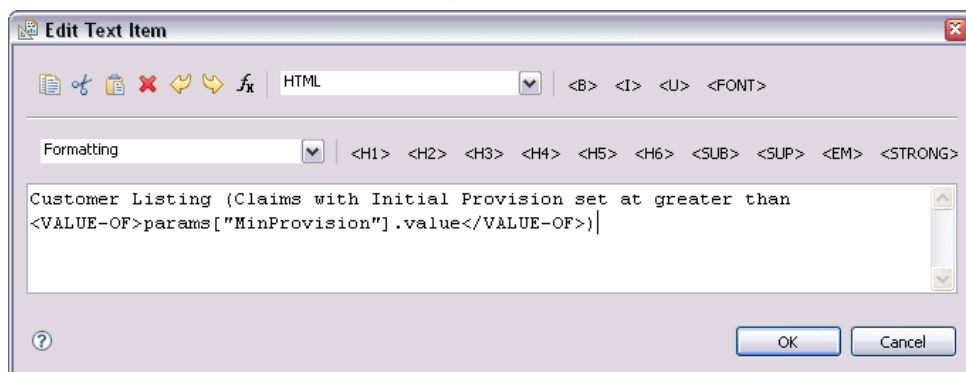 Edit Text Item
fx HTML <B> <I> <U> <FONT>
Formatting <H1> <H2> <H3> <H4> <H5> <H6> <SUB> <SUP> <EM> <STRONG>
Customer Listing (Claims with Initial Provision set at greater than
<VALUE-OF>params["MinProvision"].value</VALUE-OF>)
? OK Cancel